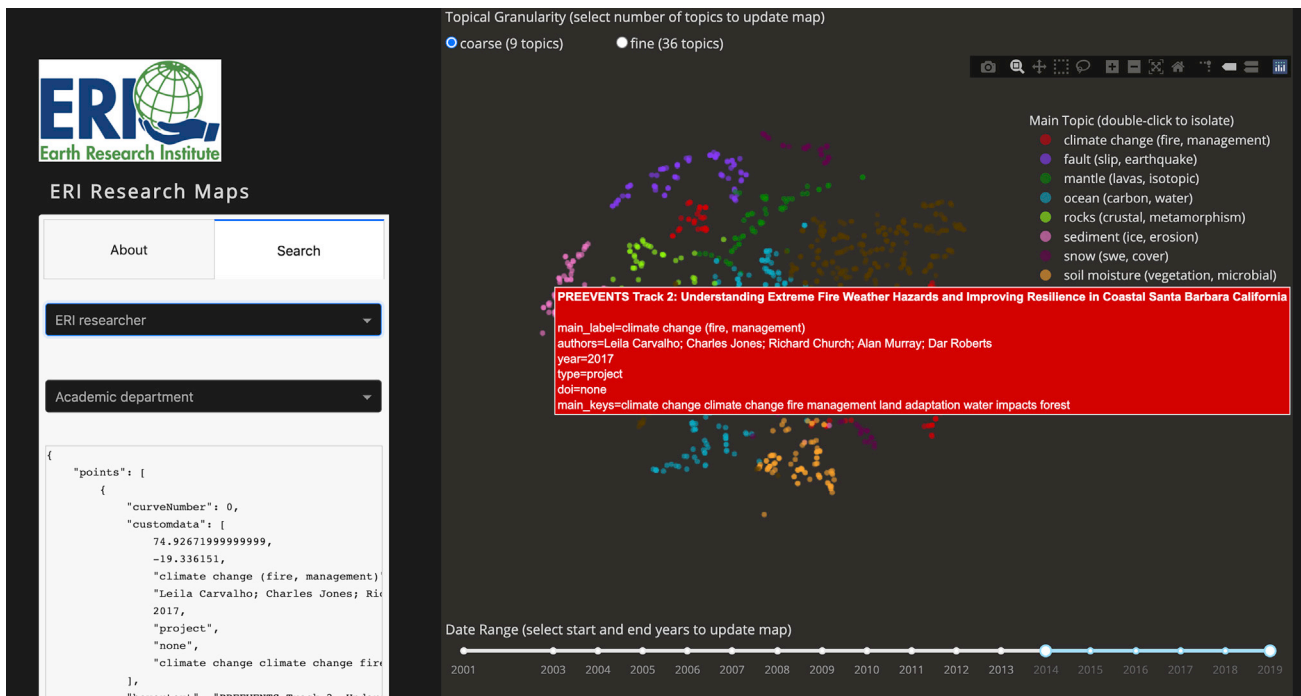 Topical Granularity (select number of topics to update map)
coarse (9 topics)
fine (36 topics)
ERI
Earth Research Institute
ERI Research Maps
About
Search
ERI researcher
Academic department
{
"points": [
{
"curveNumber": 0,
"customdata": [
74.92671999999999,
-19.336151,
"climate change (fire, management)"
"Leila Carvalho; Charles Jones; Ri
2017,
"project",
"none",
"climate change climate change fire
],
Main Topic (double-click to isolate)
climate change (fire, management)
fault (slip, earthquake)
mantle (lavas, isotopic)
ocean (carbon, water)
rocks (crustal, metamorphism)
sediment (ice, erosion)
snow (swe, cover)
soil moisture (vegetation, microbial)
PREEVENTS Track 2: Understanding Extreme Fire Weather Hazards and Improving Resilience in Coastal Santa Barbara California
main_label=climate change (fire, management)
authors=Leila Carvalho; Charles Jones; Richard Church; Alan Murray; Dar Roberts
year=2017
type=project
doi=none
main_keys=climate change climate change fire management land adaptation water impacts forest
Date Range (select start and end years to update map)
2001 2003 2004 2005 2006 2007 2008 2009 2010 2011 2012 2013 2014 2015 2016 2017 2018 2019